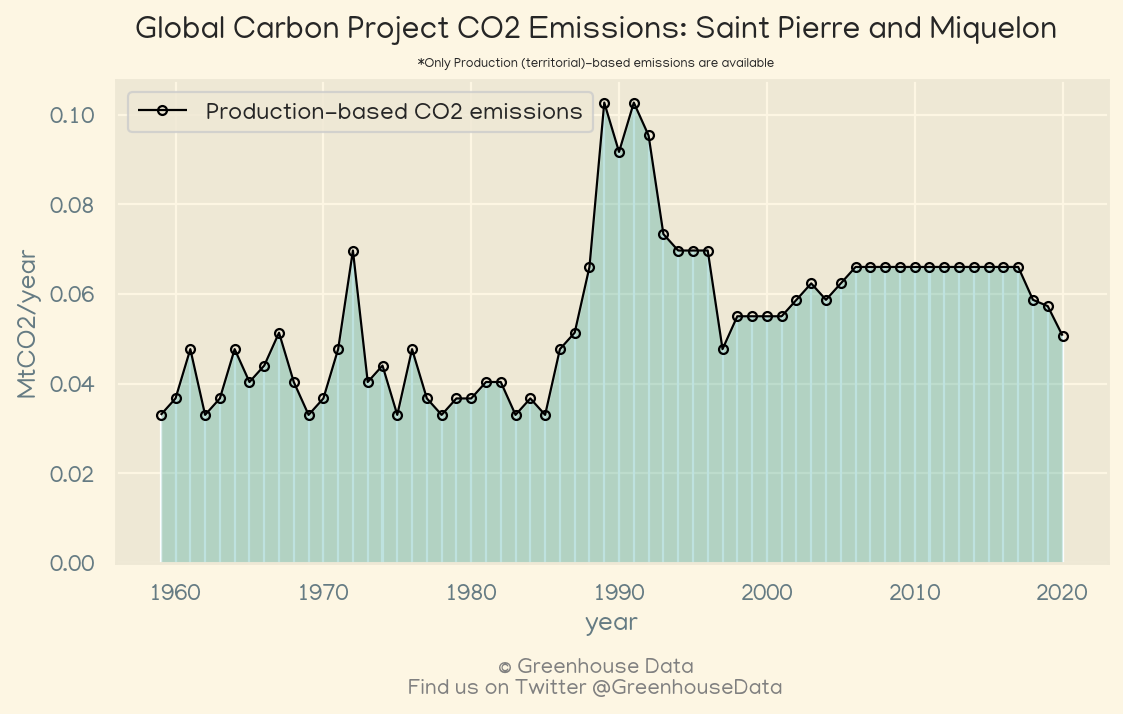 Global Carbon Project CO2 Emissions: Saint Pierre and Miquelon
*Only Production (territorial)-based emissions are available
Production-based CO2 emissions
0.10
0.08
0.06
0.04
0.02
0.00
MtCO2/year
1960 1970 1980 1990 2000 2010 2020
year
© Greenhouse Data
Find us on Twitter @GreenhouseData